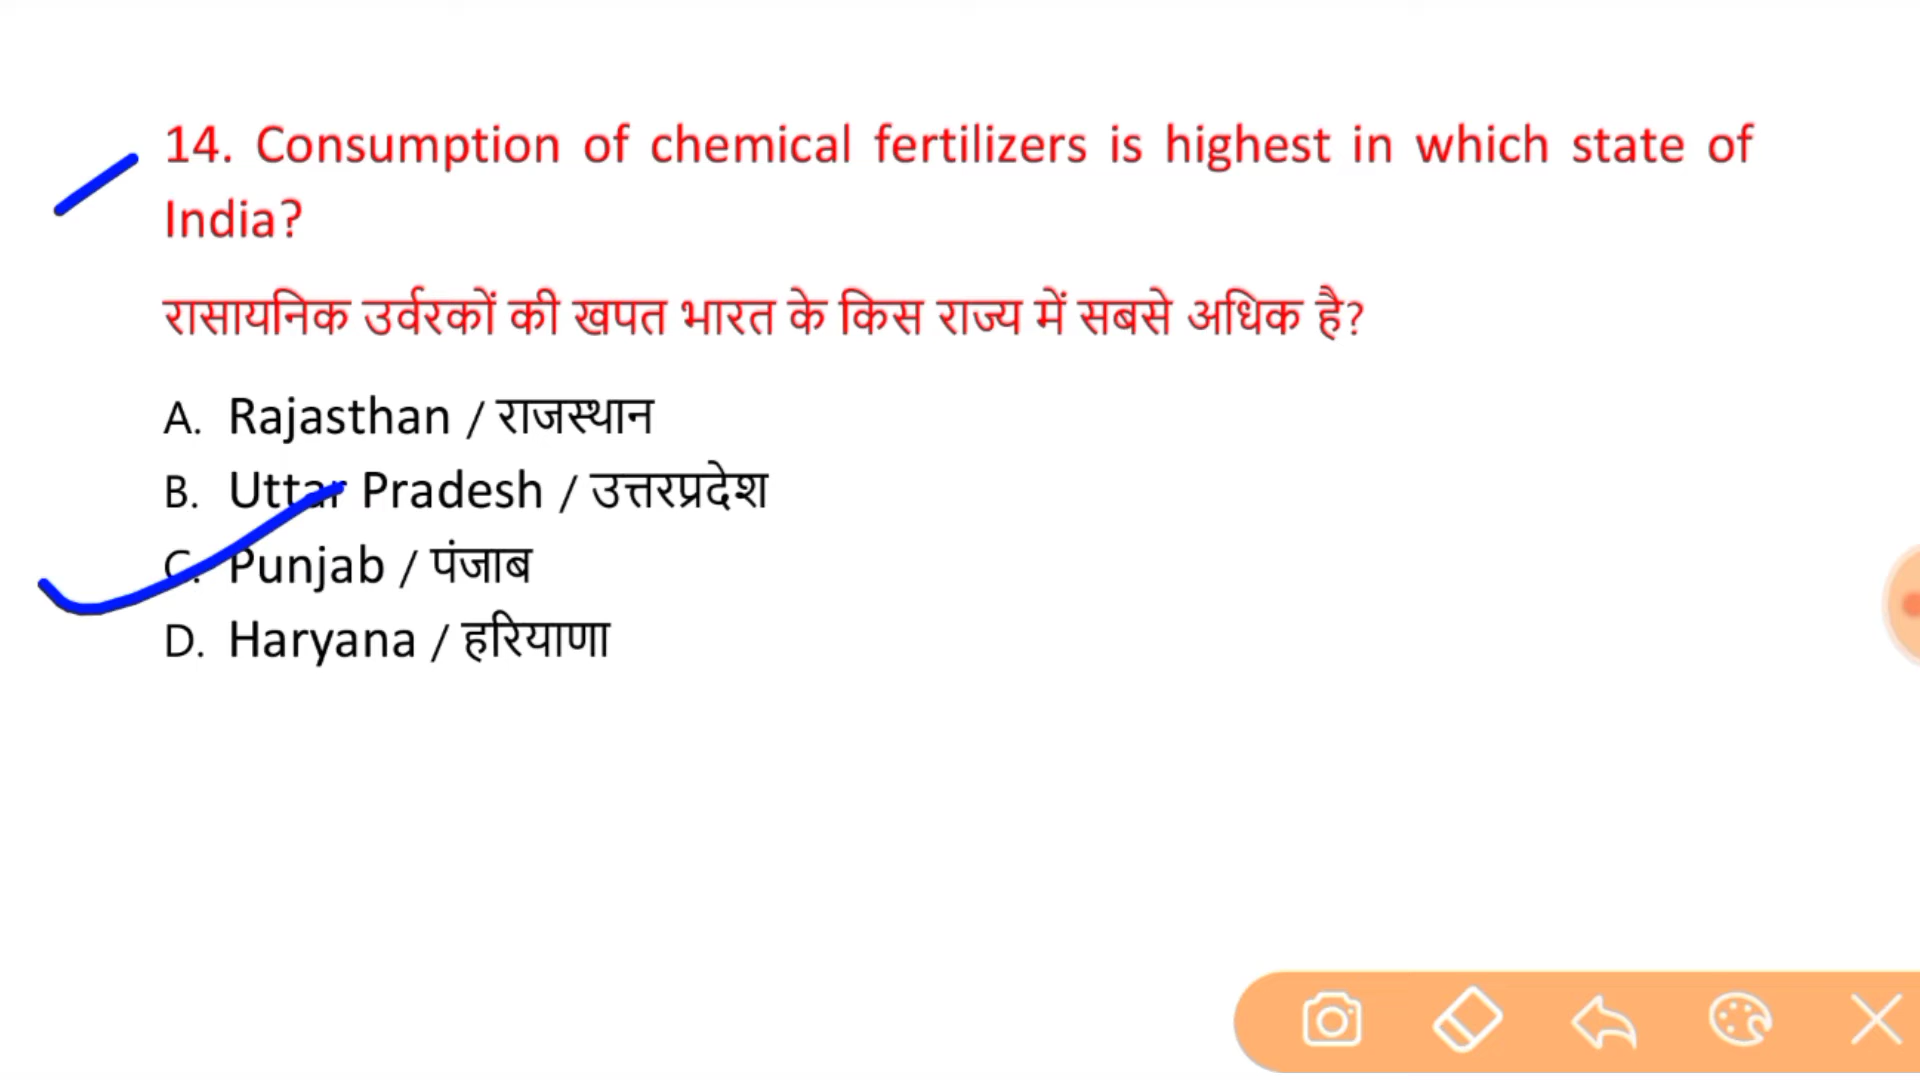 14. Consumption of chemical fertilizers is highest in which state of
India?
रासायनिक उर्वरकों की खपत भारत के किस राज्य में सबसे अधिक है?
A. Rajasthan / राजस्थान
B. Uttar Pradesh / उत्तरप्रदेश
C. Punjab / पंजाब
D. Haryana / हरियाणा